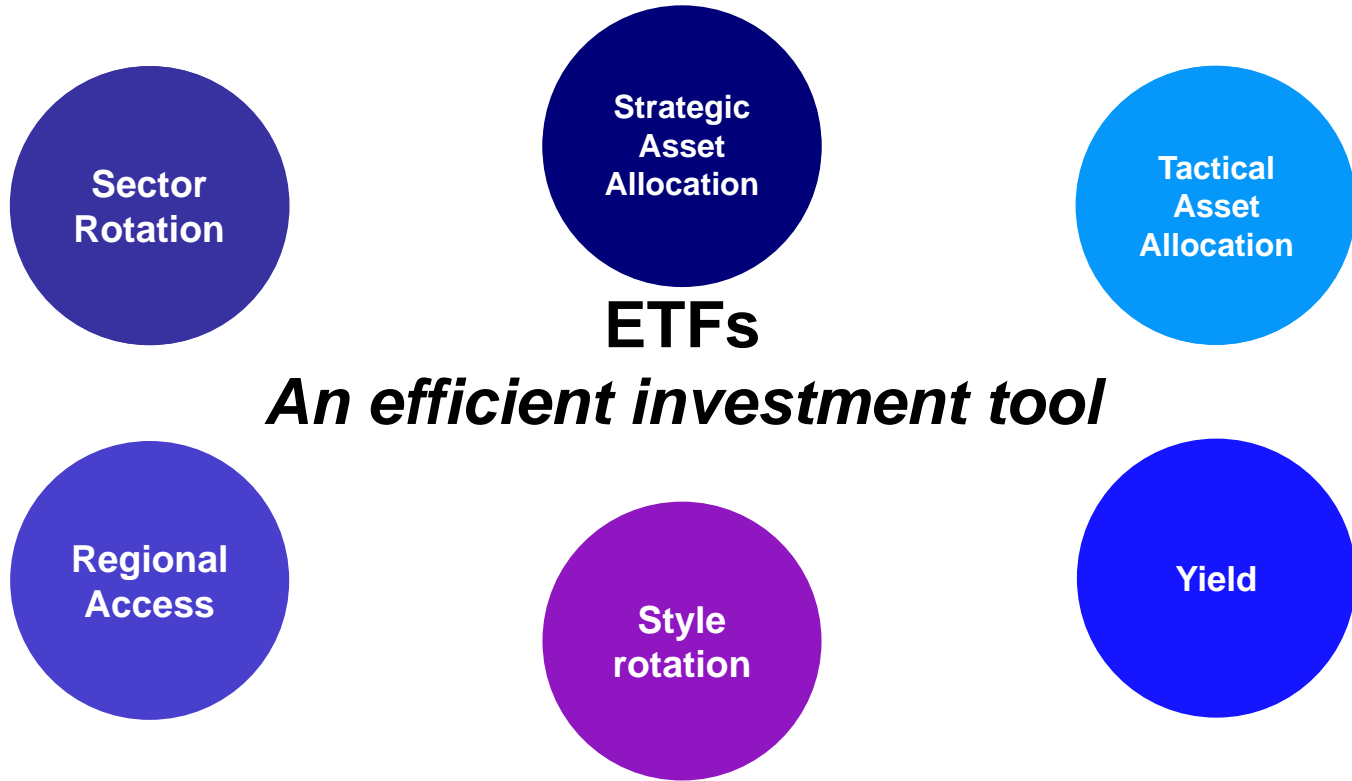 Strategic
Asset
Allocation
Sector
Rotation
Tactical
Asset
Allocation
ETFs
An efficient investment tool
Regional
Access
Style
rotation
Yield